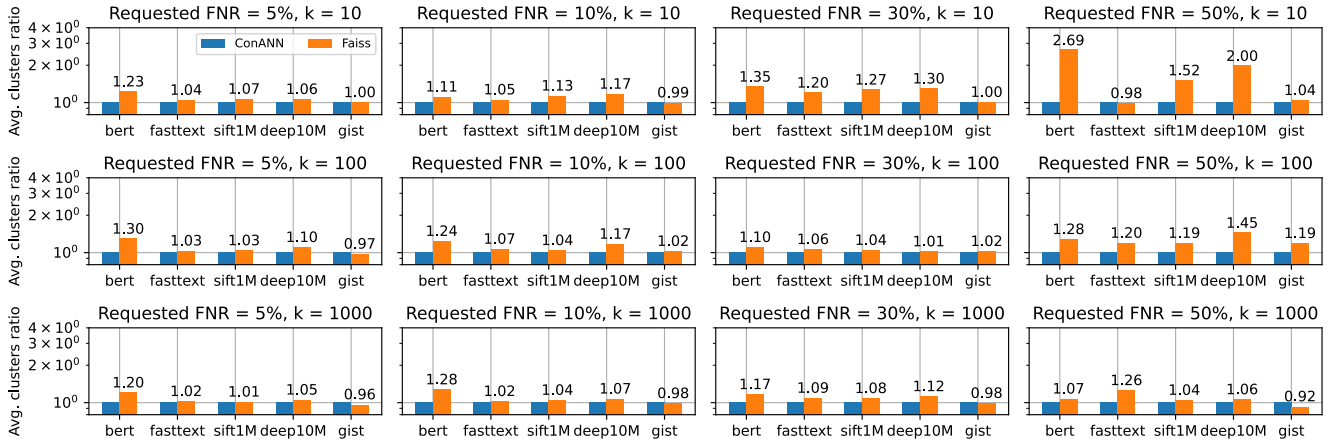 Requested FNR = 5%, k = 10
Requested FNR = 10%, k = 10
Requested FNR = 30%, k = 10
Requested FNR = 50%, k = 10
Avg. clusters ratio
4 × 10⁰
2 × 10⁰
10⁰
ConANN
Faiss
1.23 1.04 1.07 1.06 1.00
1.11 1.05 1.13 1.17 0.99
1.35 1.20 1.27 1.30 1.00
2.69 0.98 1.52 2.00 1.04
bert fasttext sift1M deep10M gist
bert fasttext sift1M deep10M gist
bert fasttext sift1M deep10M gist
bert fasttext sift1M deep10M gist
Requested FNR = 5%, k = 100
Requested FNR = 10%, k = 100
Requested FNR = 30%, k = 100
Requested FNR = 50%, k = 100
Avg. clusters ratio
4 × 10⁰
2 × 10⁰
10⁰
1.30 1.03 1.03 1.10 0.97
1.24 1.07 1.04 1.17 1.02
1.10 1.06 1.04 1.01 1.02
1.28 1.20 1.19 1.45 1.19
bert fasttext sift1M deep10M gist
bert fasttext sift1M deep10M gist
bert fasttext sift1M deep10M gist
bert fasttext sift1M deep10M gist
Requested FNR = 5%, k = 1000
Requested FNR = 10%, k = 1000
Requested FNR = 30%, k = 1000
Requested FNR = 50%, k = 1000
Avg. clusters ratio
4 × 10⁰
2 × 10⁰
10⁰
1.20 1.02 1.01 1.05 0.96
1.28 1.02 1.04 1.07 0.98
1.17 1.09 1.08 1.12 0.98
1.07 1.26 1.04 1.06 0.92
bert fasttext sift1M deep10M gist
bert fasttext sift1M deep10M gist
bert fasttext sift1M deep10M gist
bert fasttext sift1M deep10M gist